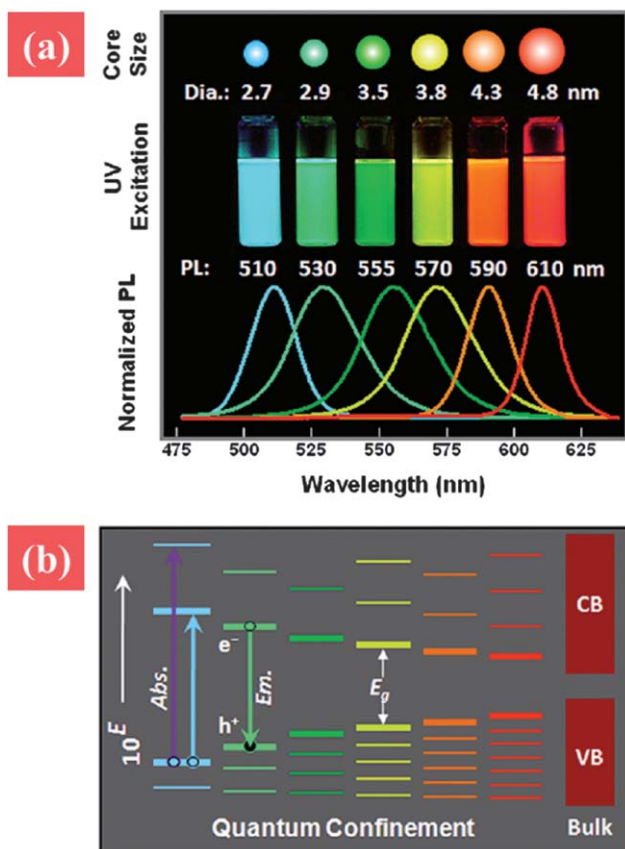 (a)
Core Size
Dia.: 2.7 2.9 3.5 3.8 4.3 4.8 nm
UV Excitation
PL: 510 530 555 570 590 610 nm
Normalized PL
475 500 525 550 575 600 625
Wavelength (nm)
(b)
10 E
Abs.
e⁻
Em.
h⁺
E_g
CB
VB
Quantum Confinement
Bulk